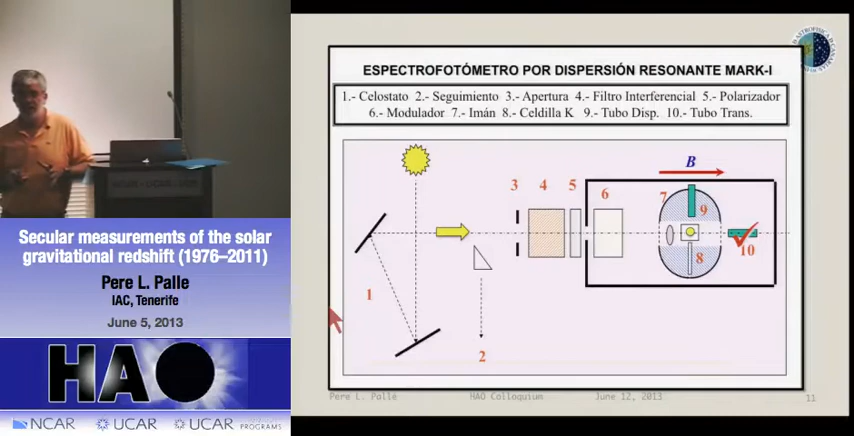 Secular measurements of the solar
gravitational redshift (1976–2011)
Pere L. Palle
IAC, Tenerife
June 5, 2013
HAO
NCAR
UCAR
UCAR
PROGRAMS
ESPECTROFOTÓMETRO POR DISPERSIÓN RESONANTE MARK-I
1.- Celostato 2.- Seguimiento 3.- Apertura 4.- Filtro Interferencial 5.- Polarizador
6.- Modulador 7.- Imán 8.- Celdilla K 9.- Tubo Disp. 10.- Tubo Trans.
B
3
4
5
6
7
9
8
10
1
2
Pere L. Pallé
HAO Colloquium
June 12, 2013
11